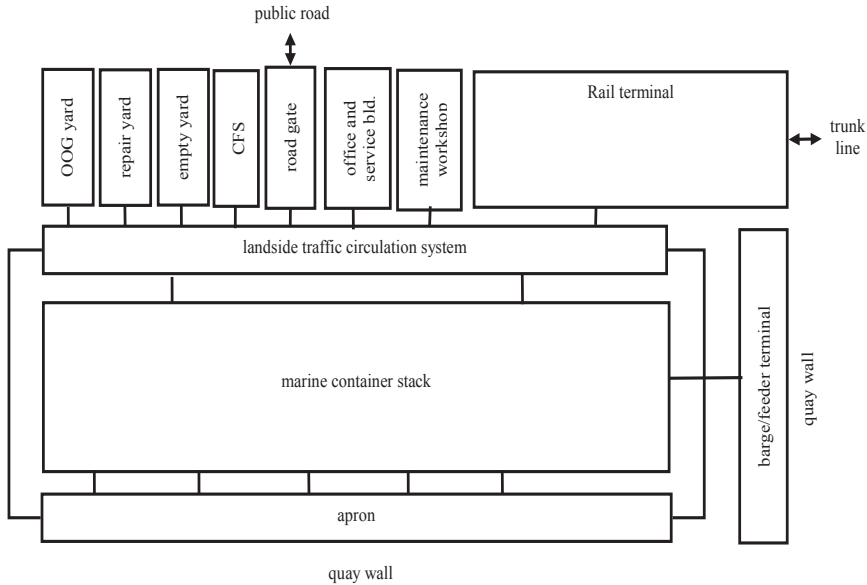 public road
OOG yard
repair yard
empty yard
CFS
road gate
office and
service bld.
maintenance
workshop
Rail terminal
trunk
line
landside traffic circulation system
marine container stack
barge/feeder terminal
quay wall
apron
quay wall